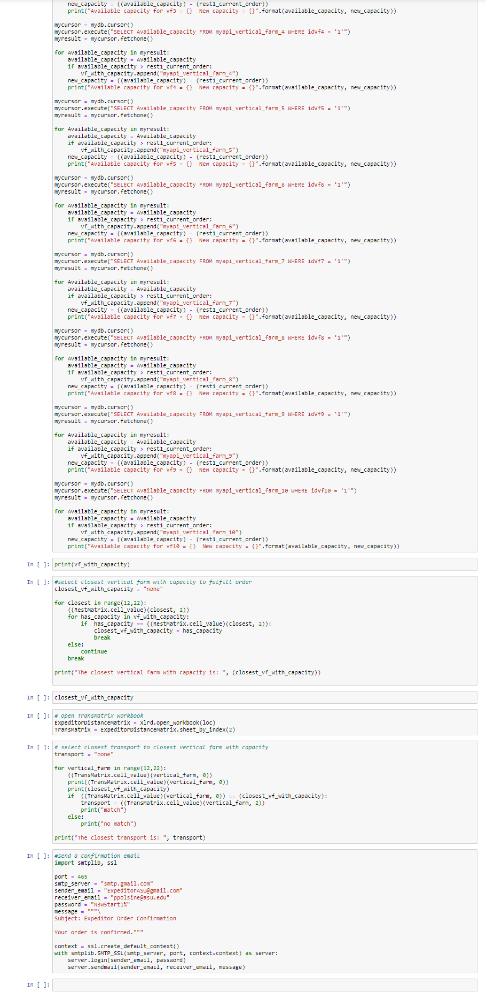 new_capacity = ((available_capacity) - (rest1_current_order))
    print("Available capacity for vf3 = {}  New capacity = {}".format(available_capacity, new_capacity))
mycursor = mydb.cursor()
mycursor.execute("SELECT Available_capacity FROM myapi_vertical_farm_4 WHERE idVf4 = '1'")
myresult = mycursor.fetchone()
for Available_capacity in myresult:
    available_capacity = Available_capacity
    if available_capacity > rest1_current_order:
        vf_with_capacity.append("myapi_vertical_farm_4")
    new_capacity = ((available_capacity) - (rest1_current_order))
    print("Available capacity for vf4 = {}  New capacity = {}".format(available_capacity, new_capacity))
mycursor = mydb.cursor()
mycursor.execute("SELECT Available_capacity FROM myapi_vertical_farm_5 WHERE idVf5 = '1'")
myresult = mycursor.fetchone()
for Available_capacity in myresult:
    available_capacity = Available_capacity
    if available_capacity > rest1_current_order:
        vf_with_capacity.append("myapi_vertical_farm_5")
    new_capacity = ((available_capacity) - (rest1_current_order))
    print("Available capacity for vf5 = {}  New capacity = {}".format(available_capacity, new_capacity))
mycursor = mydb.cursor()
mycursor.execute("SELECT Available_capacity FROM myapi_vertical_farm_6 WHERE idVf6 = '1'")
myresult = mycursor.fetchone()
for Available_capacity in myresult:
    available_capacity = Available_capacity
    if available_capacity > rest1_current_order:
        vf_with_capacity.append("myapi_vertical_farm_6")
    new_capacity = ((available_capacity) - (rest1_current_order))
    print("Available capacity for vf6 = {}  New capacity = {}".format(available_capacity, new_capacity))
mycursor = mydb.cursor()
mycursor.execute("SELECT Available_capacity FROM myapi_vertical_farm_7 WHERE idVf7 = '1'")
myresult = mycursor.fetchone()
for Available_capacity in myresult:
    available_capacity = Available_capacity
    if available_capacity > rest1_current_order:
        vf_with_capacity.append("myapi_vertical_farm_7")
    new_capacity = ((available_capacity) - (rest1_current_order))
    print("Available capacity for vf7 = {}  New capacity = {}".format(available_capacity, new_capacity))
mycursor = mydb.cursor()
mycursor.execute("SELECT Available_capacity FROM myapi_vertical_farm_8 WHERE idVf8 = '1'")
myresult = mycursor.fetchone()
for Available_capacity in myresult:
    available_capacity = Available_capacity
    if available_capacity > rest1_current_order:
        vf_with_capacity.append("myapi_vertical_farm_8")
    new_capacity = ((available_capacity) - (rest1_current_order))
    print("Available capacity for vf8 = {}  New capacity = {}".format(available_capacity, new_capacity))
mycursor = mydb.cursor()
mycursor.execute("SELECT Available_capacity FROM myapi_vertical_farm_9 WHERE idVf9 = '1'")
myresult = mycursor.fetchone()
for Available_capacity in myresult:
    available_capacity = Available_capacity
    if available_capacity > rest1_current_order:
        vf_with_capacity.append("myapi_vertical_farm_9")
    new_capacity = ((available_capacity) - (rest1_current_order))
    print("Available capacity for vf9 = {}  New capacity = {}".format(available_capacity, new_capacity))
mycursor = mydb.cursor()
mycursor.execute("SELECT Available_capacity FROM myapi_vertical_farm_10 WHERE idVf10 = '1'")
myresult = mycursor.fetchone()
for Available_capacity in myresult:
    available_capacity = Available_capacity
    if available_capacity > rest1_current_order:
        vf_with_capacity.append("myapi_vertical_farm_10")
    new_capacity = ((available_capacity) - (rest1_current_order))
    print("Available capacity for vf10 = {}  New capacity = {}".format(available_capacity, new_capacity))
In [ ]: print(vf_with_capacity)
In [ ]: #select closest vertical farm with capacity to fulfill order
closest_vf_with_capacity = "none"
for closest in range(12,22):
    ((RestMatrix.cell_value)(closest, 2))
    for has_capacity in vf_with_capacity:
        if  has_capacity == ((RestMatrix.cell_value)(closest, 2)):
            closest_vf_with_capacity = has_capacity
            break
    else:
        continue
    break
print("The closest vertical farm with capacity is: ", (closest_vf_with_capacity))
In [ ]: closest_vf_with_capacity
In [ ]: # open TransMatrix workbook
ExpeditorDistanceMatrix = xlrd.open_workbook(loc)
TransMatrix = ExpeditorDistanceMatrix.sheet_by_index(2)
In [ ]: # select closest transport to closest vertical farm with capacity
transport = "none"
for vertical_farm in range(12,22):
    ((TransMatrix.cell_value)(vertical_farm, 0))
    print((TransMatrix.cell_value)(vertical_farm, 0))
    print(closest_vf_with_capacity)
    if  ((TransMatrix.cell_value)(vertical_farm, 0)) == (closest_vf_with_capacity):
        transport = ((TransMatrix.cell_value)(vertical_farm, 2))
        print("match")
    else:
        print("no match")
print("The closest transport is: ", transport)
In [ ]: #send a confirmation email
import smtplib, ssl
port = 465
smtp_server = "smtp.gmail.com"
sender_email = "ExpeditorASU@gmail.com"
receiver_email = "ppolsine@asu.edu"
password = "N3w5tart1%"
message = """\
Subject: Expeditor Order Confirmation
Your order is confirmed."""
context = ssl.create_default_context()
with smtplib.SMTP_SSL(smtp_server, port, context=context) as server:
    server.login(sender_email, password)
    server.sendmail(sender_email, receiver_email, message)
In [ ]: